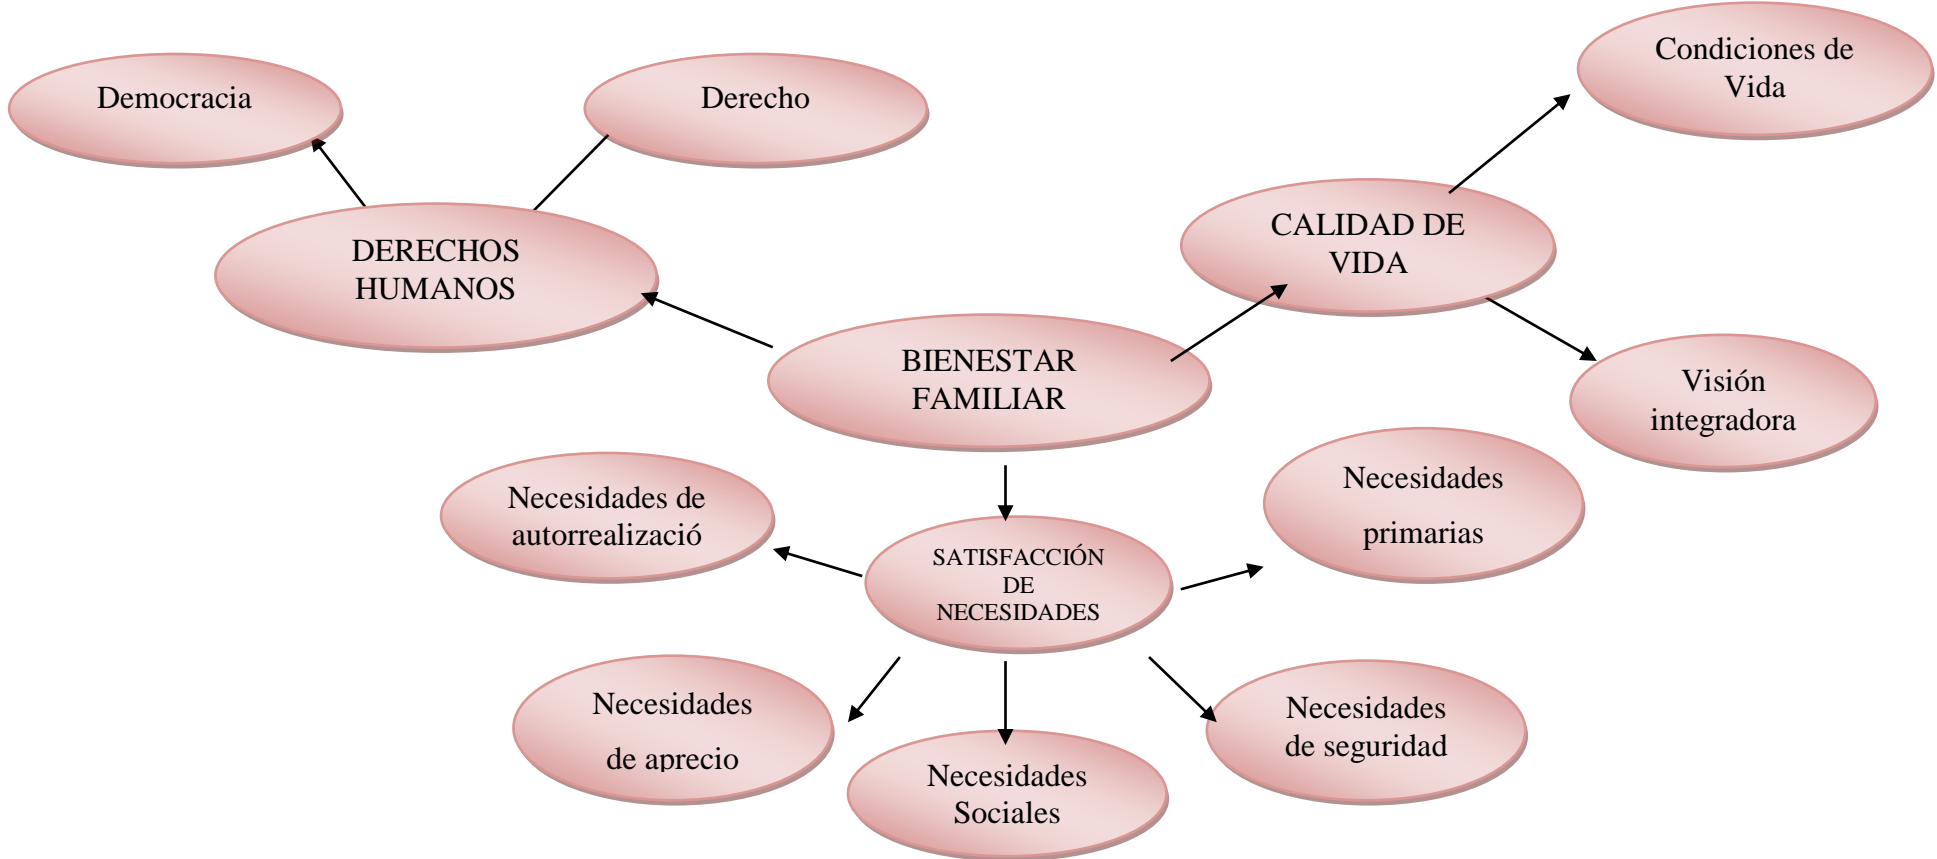 Condiciones de
Vida
Democracia
Derecho
CALIDAD DE
VIDA
DERECHOS
HUMANOS
BIENESTAR
FAMILIAR
Visión
integradora
Necesidades de
autorrealizació
Necesidades
primarias
SATISFACCIÓN
DE
NECESIDADES
Necesidades
de aprecio
Necesidades
Sociales
Necesidades
de seguridad